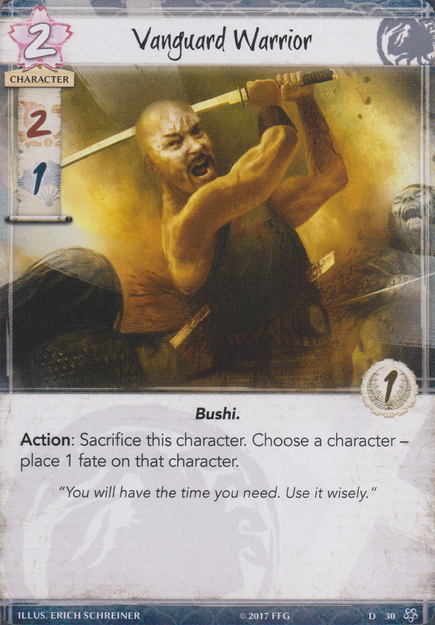 2
Vanguard Warrior
CHARACTER
2
1
1
Bushi.
Action: Sacrifice this character. Choose a character –
place 1 fate on that character.
"You will have the time you need. Use it wisely."
ILLUS. ERICH SCHREINER © 2017 FFG D 30